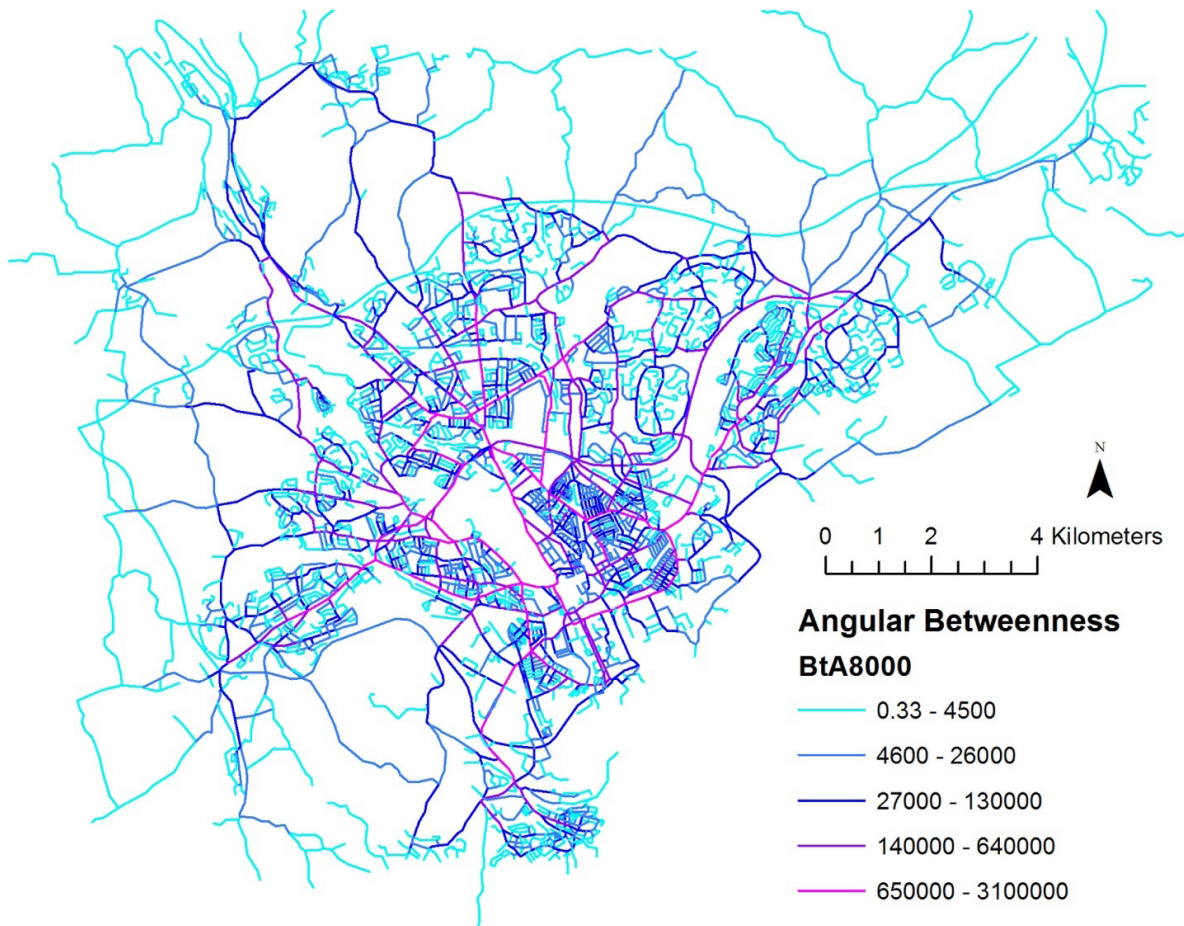 N
0 1 2 4 Kilometers
Angular Betweenness
BtA8000
0.33 - 4500
4600 - 26000
27000 - 130000
140000 - 640000
650000 - 3100000